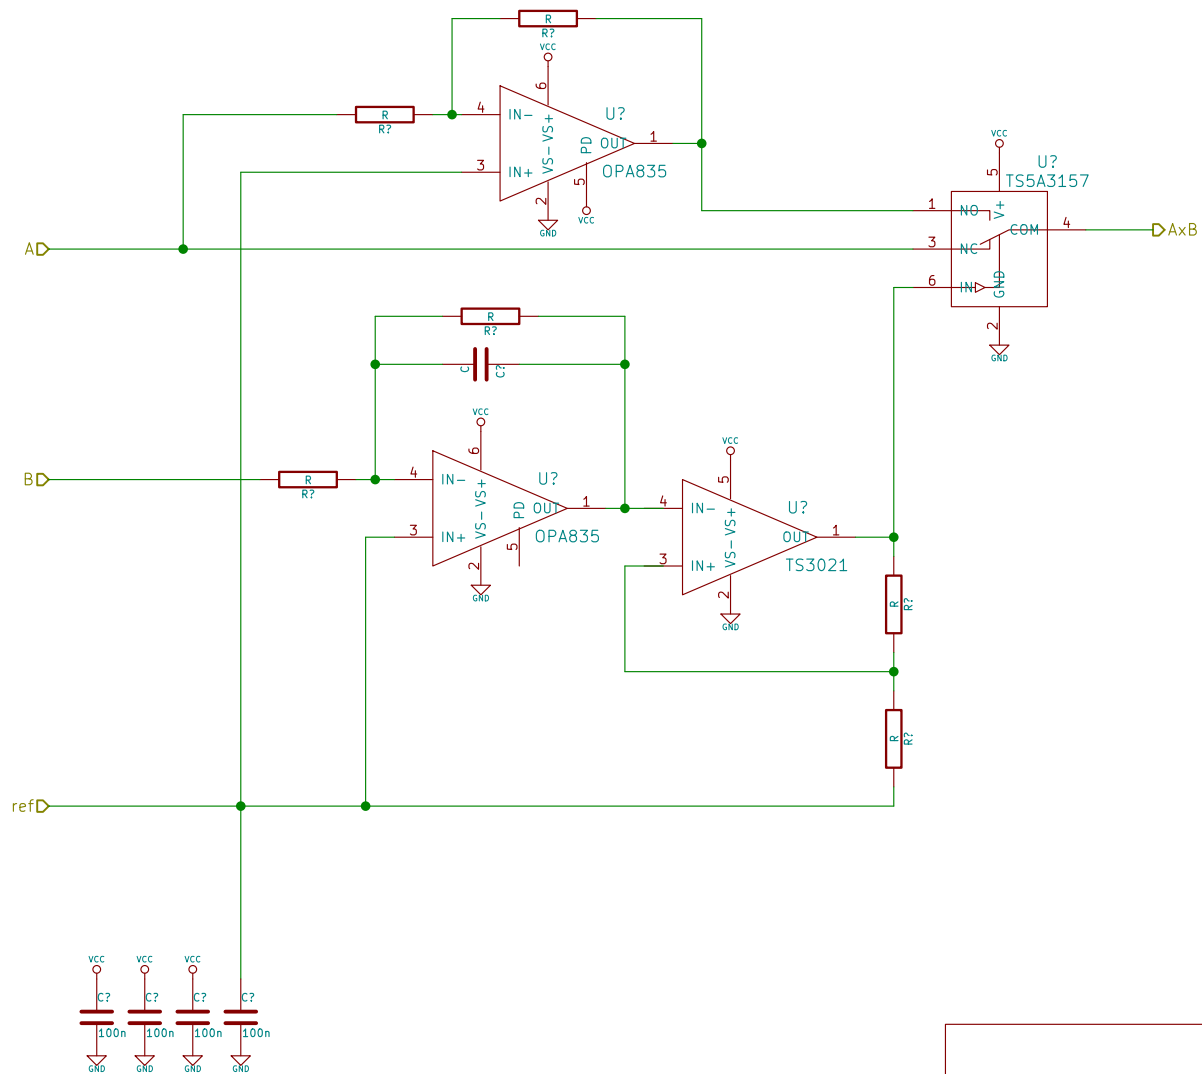 R
R?
VCC
6
U?
R
R?
4
IN-
VS+
VS-
PD
OUT
1
3
IN+
5
2
OPA835
GND
VCC
VCC
5
U?
TS5A3157
1
NO
V+
COM
4
AxB
A
3
NC
6
IN
GND
2
GND
R
R?
C
C?
VCC
6
B
R
R?
4
IN-
VS+
VS-
PD
OUT
1
U?
3
IN+
5
2
OPA835
GND
VCC
5
U?
4
IN-
VS+
VS-
OUT
1
3
IN+
2
TS3021
GND
R
R?
R
R?
ref
VCC
VCC
VCC
C?
C?
C?
C?
100n
100n
100n
100n
GND
GND
GND
GND